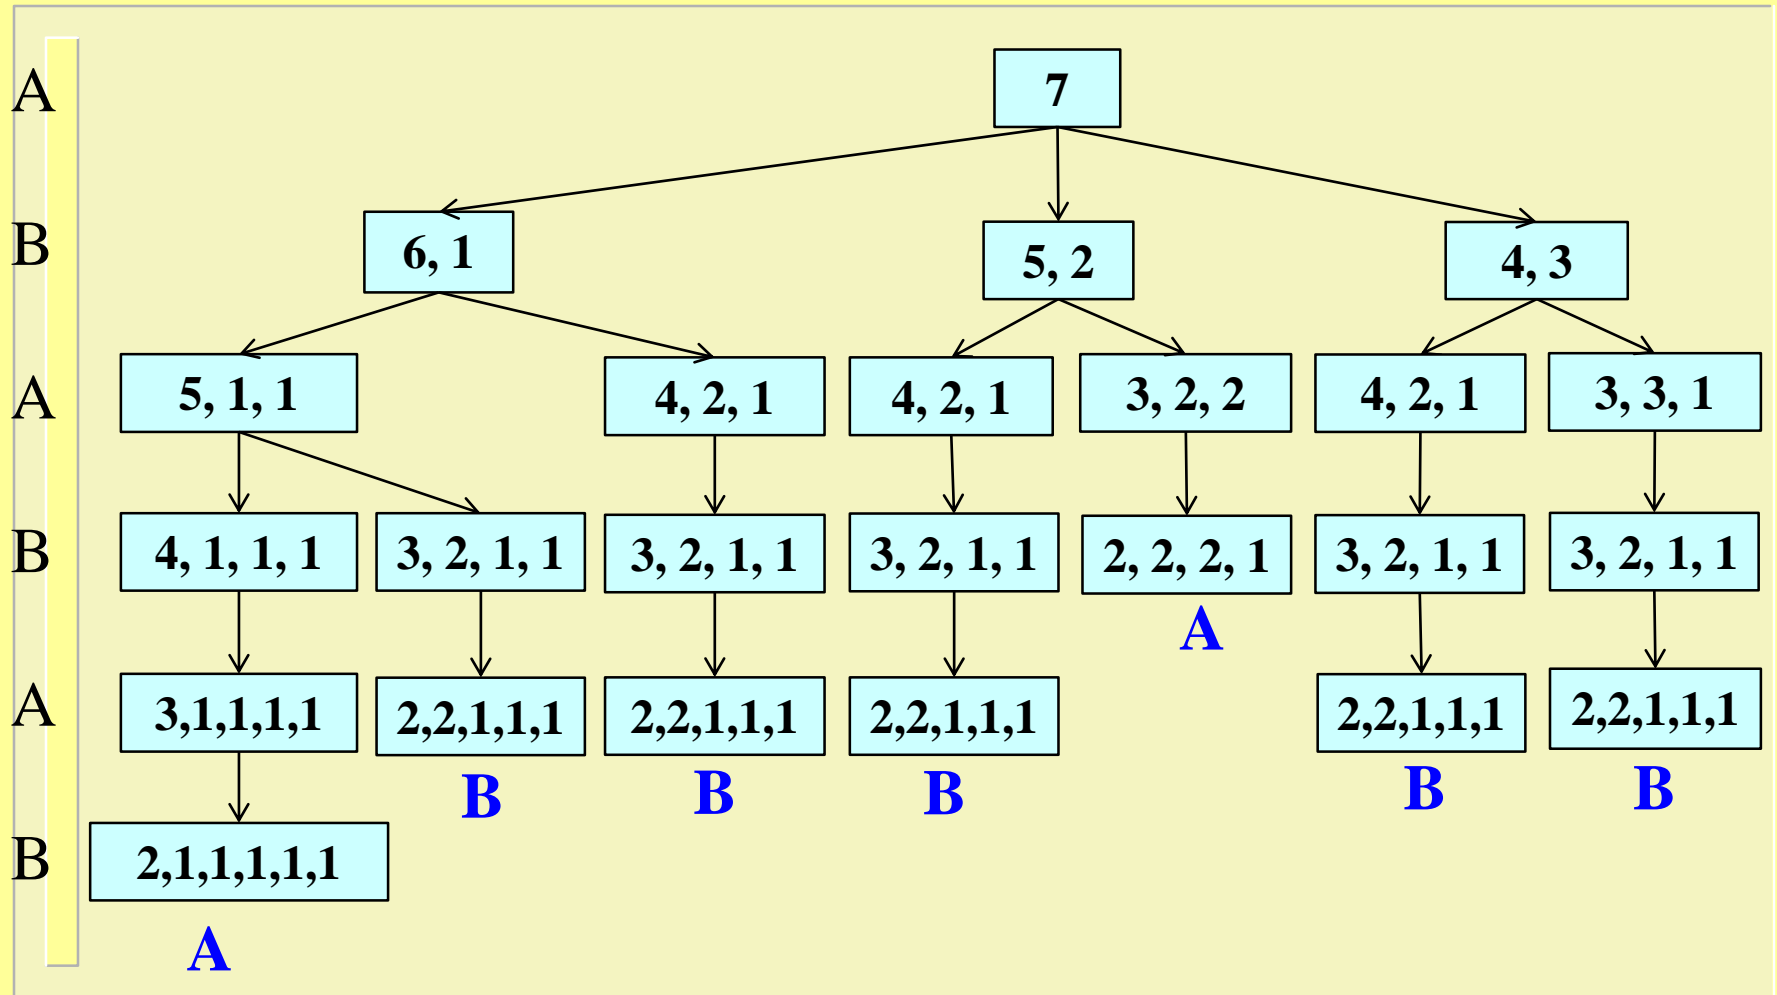 A
7
B
6, 1
5, 2
4, 3
A
5, 1, 1
4, 2, 1
4, 2, 1
3, 2, 2
4, 2, 1
3, 3, 1
B
4, 1, 1, 1
3, 2, 1, 1
3, 2, 1, 1
3, 2, 1, 1
2, 2, 2, 1
3, 2, 1, 1
3, 2, 1, 1
A
A
3,1,1,1,1
2,2,1,1,1
2,2,1,1,1
2,2,1,1,1
2,2,1,1,1
2,2,1,1,1
B
B
B
B
B
B
2,1,1,1,1,1
A